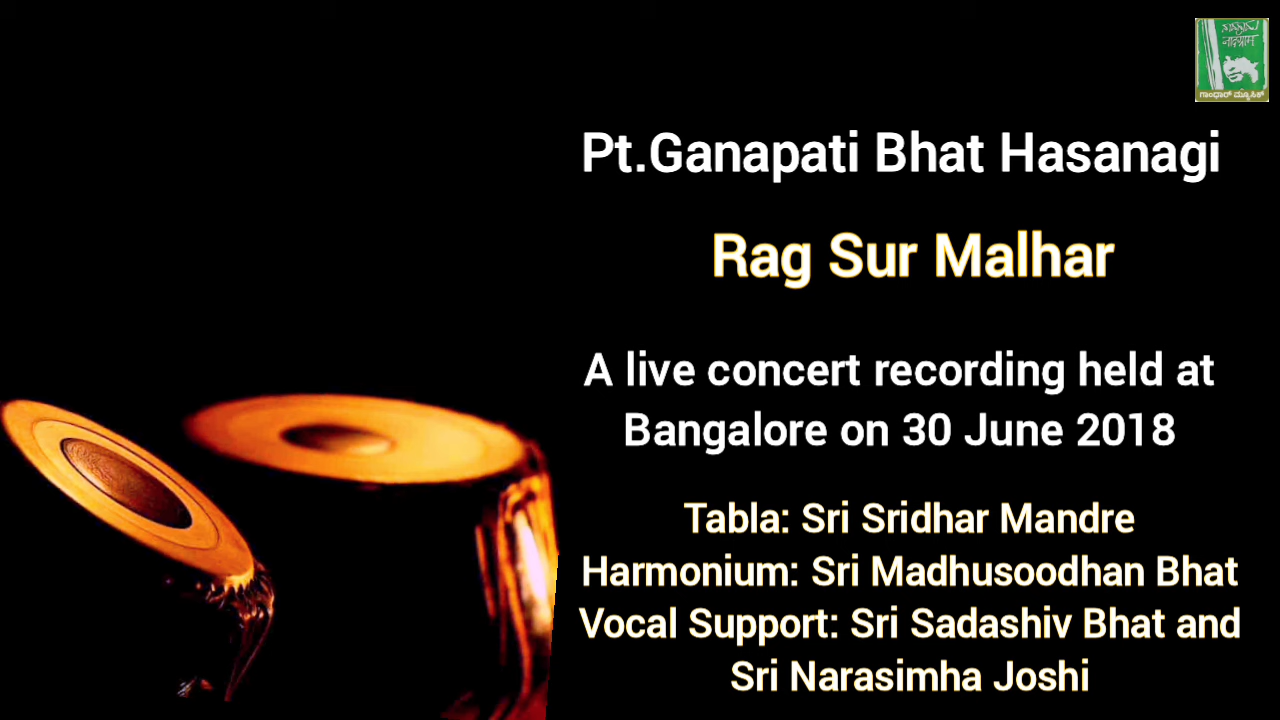 ಗಾಂಧಾರ್ ಮ್ಯೂಸಿಕ್
Pt.Ganapati Bhat Hasanagi
Rag Sur Malhar
A live concert recording held at
Bangalore on 30 June 2018
Tabla: Sri Sridhar Mandre
Harmonium: Sri Madhusoodhan Bhat
Vocal Support: Sri Sadashiv Bhat and
Sri Narasimha Joshi